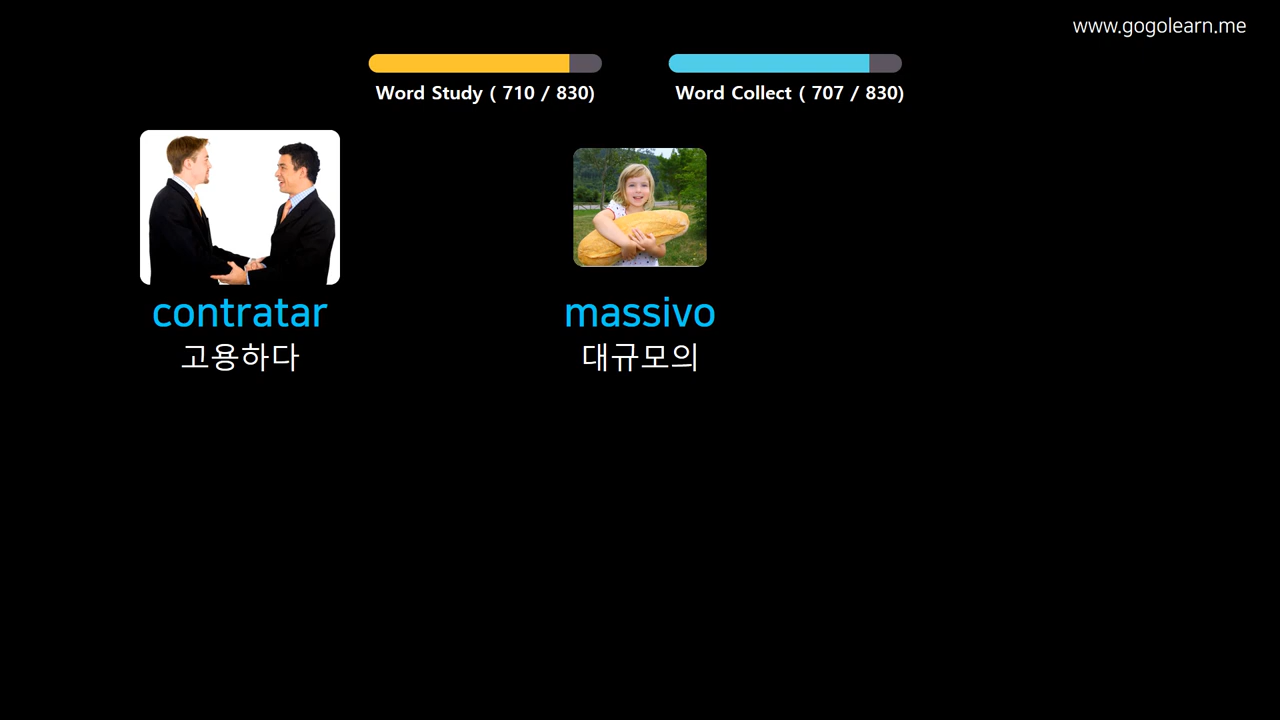 www.gogolearn.me
Word Study ( 710 / 830)
Word Collect ( 707 / 830)
contratar
고용하다
massivo
대규모의